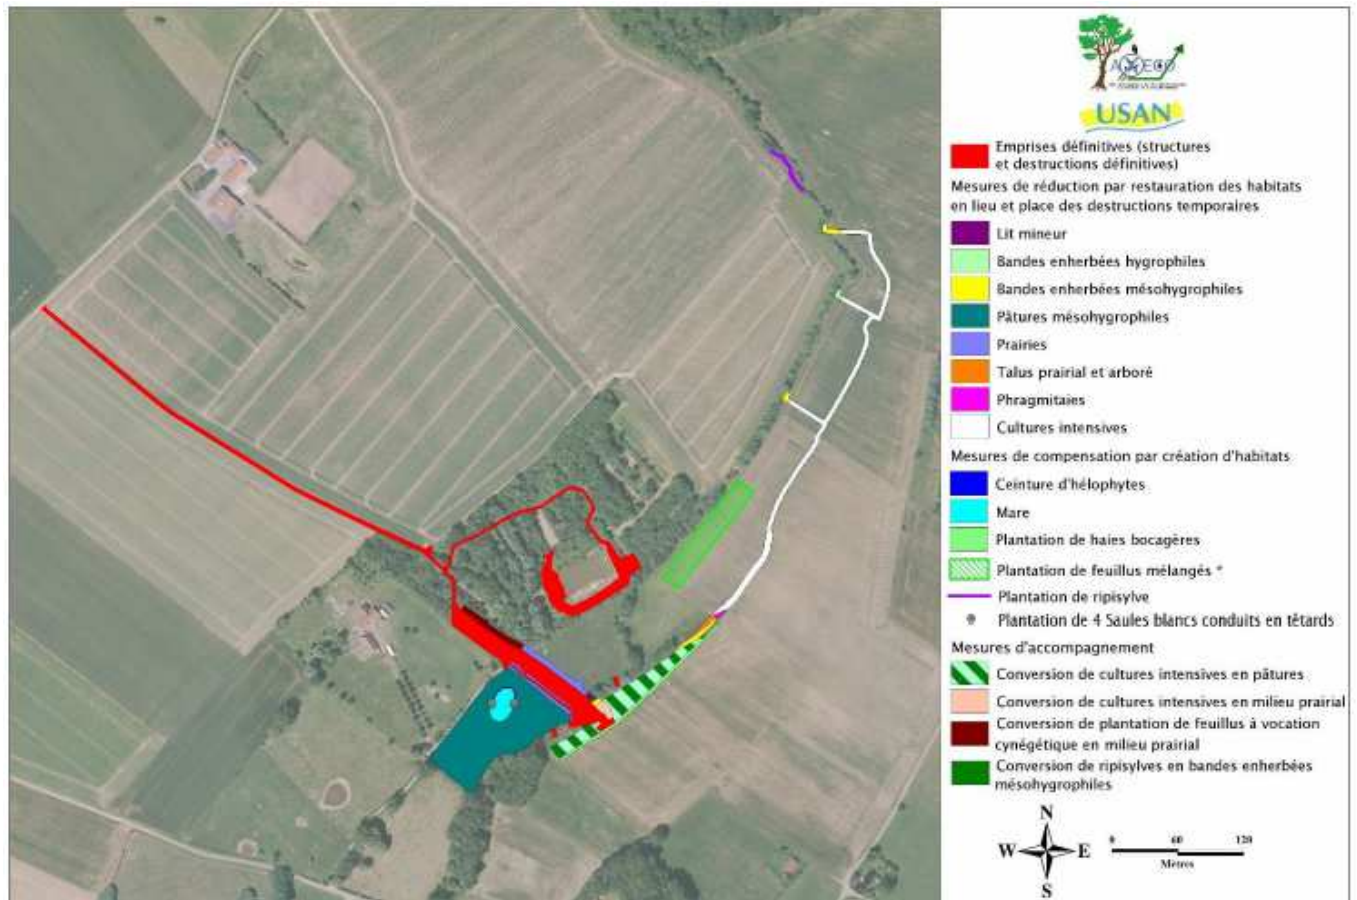 USAN
Emprises définitives (structures
et destructions définitives)
Mesures de réduction par restauration des habitats
en lieu et place des destructions temporaires
Lit mineur
Bandes enherbées hygrophiles
Bandes enherbées mésohygrophiles
Pâtures mésohygrophiles
Prairies
Talus prairial et arboré
Phragmitaies
Cultures intensives
Mesures de compensation par création d'habitats
Ceinture d'hélophytes
Mare
Plantation de haies bocagères
Plantation de feuillus mélangés *
Plantation de ripisylve
Plantation de 4 Saules blancs conduits en têtards
Mesures d'accompagnement
Conversion de cultures intensives en pâtures
Conversion de cultures intensives en milieu prairial
Conversion de plantation de feuillus à vocation
cynégétique en milieu prairial
Conversion de ripisylves en bandes enherbées
mésohygrophiles
N
W E
S
0 60 120
Mètres